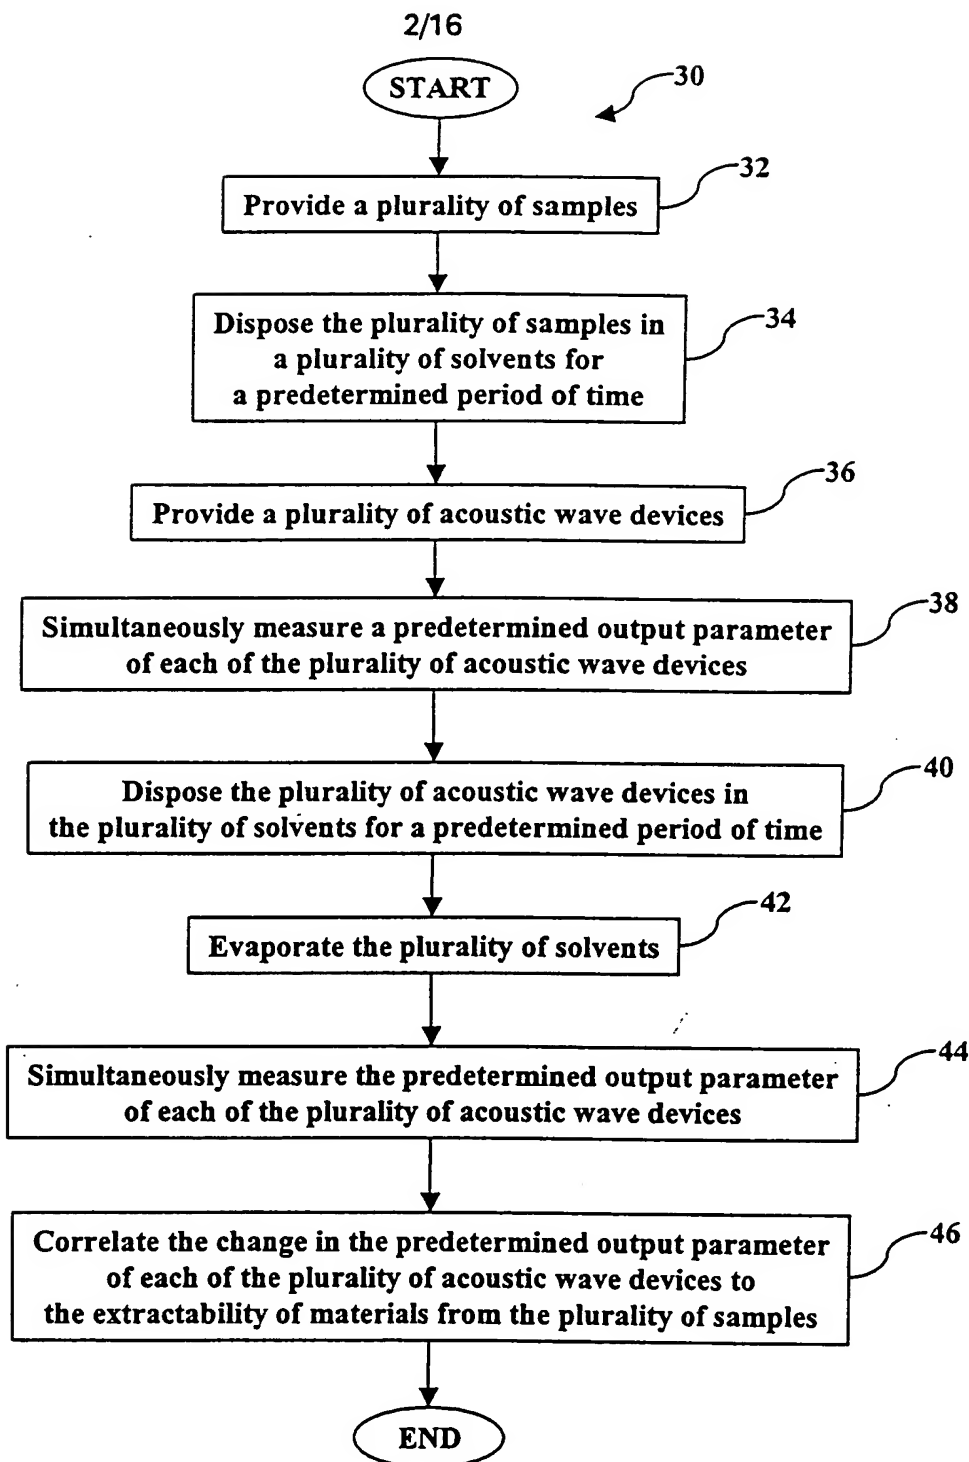 2/16
START
30
32
Provide a plurality of samples
34
Dispose the plurality of samples in
a plurality of solvents for
a predetermined period of time
36
Provide a plurality of acoustic wave devices
38
Simultaneously measure a predetermined output parameter
of each of the plurality of acoustic wave devices
40
Dispose the plurality of acoustic wave devices in
the plurality of solvents for a predetermined period of time
42
Evaporate the plurality of solvents
44
Simultaneously measure the predetermined output parameter
of each of the plurality of acoustic wave devices
46
Correlate the change in the predetermined output parameter
of each of the plurality of acoustic wave devices to
the extractability of materials from the plurality of samples
END